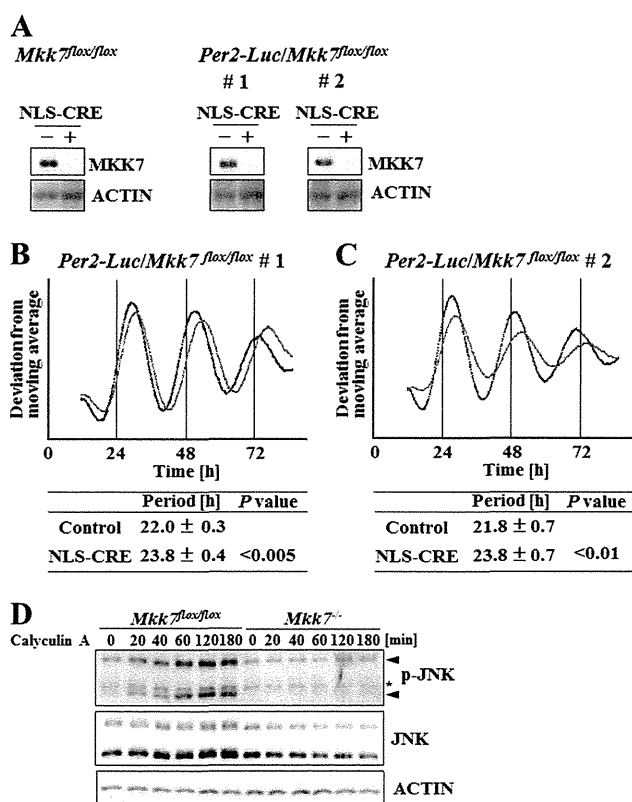 A
Mkk7flox/flox Per2-Luc/Mkk7flox/flox
# 1 # 2
NLS-CRE NLS-CRE NLS-CRE
− + − + − +
MKK7 MKK7
ACTIN ACTIN
B Per2-Luc/Mkk7 flox/flox # 1
Deviation from moving average
0 24 48 72
Time [h]
Period [h] P value
Control 22.0 ± 0.3
NLS-CRE 23.8 ± 0.4 <0.005
C Per2-Luc/Mkk7 flox/flox # 2
Deviation from moving average
0 24 48 72
Time [h]
Period [h] P value
Control 21.8 ± 0.7
NLS-CRE 23.8 ± 0.7 <0.01
D
Mkk7flox/flox Mkk7-/-
Calyculin A 0 20 40 60 120 180 0 20 40 60 120 180 [min]
p-JNK
*
JNK
ACTIN